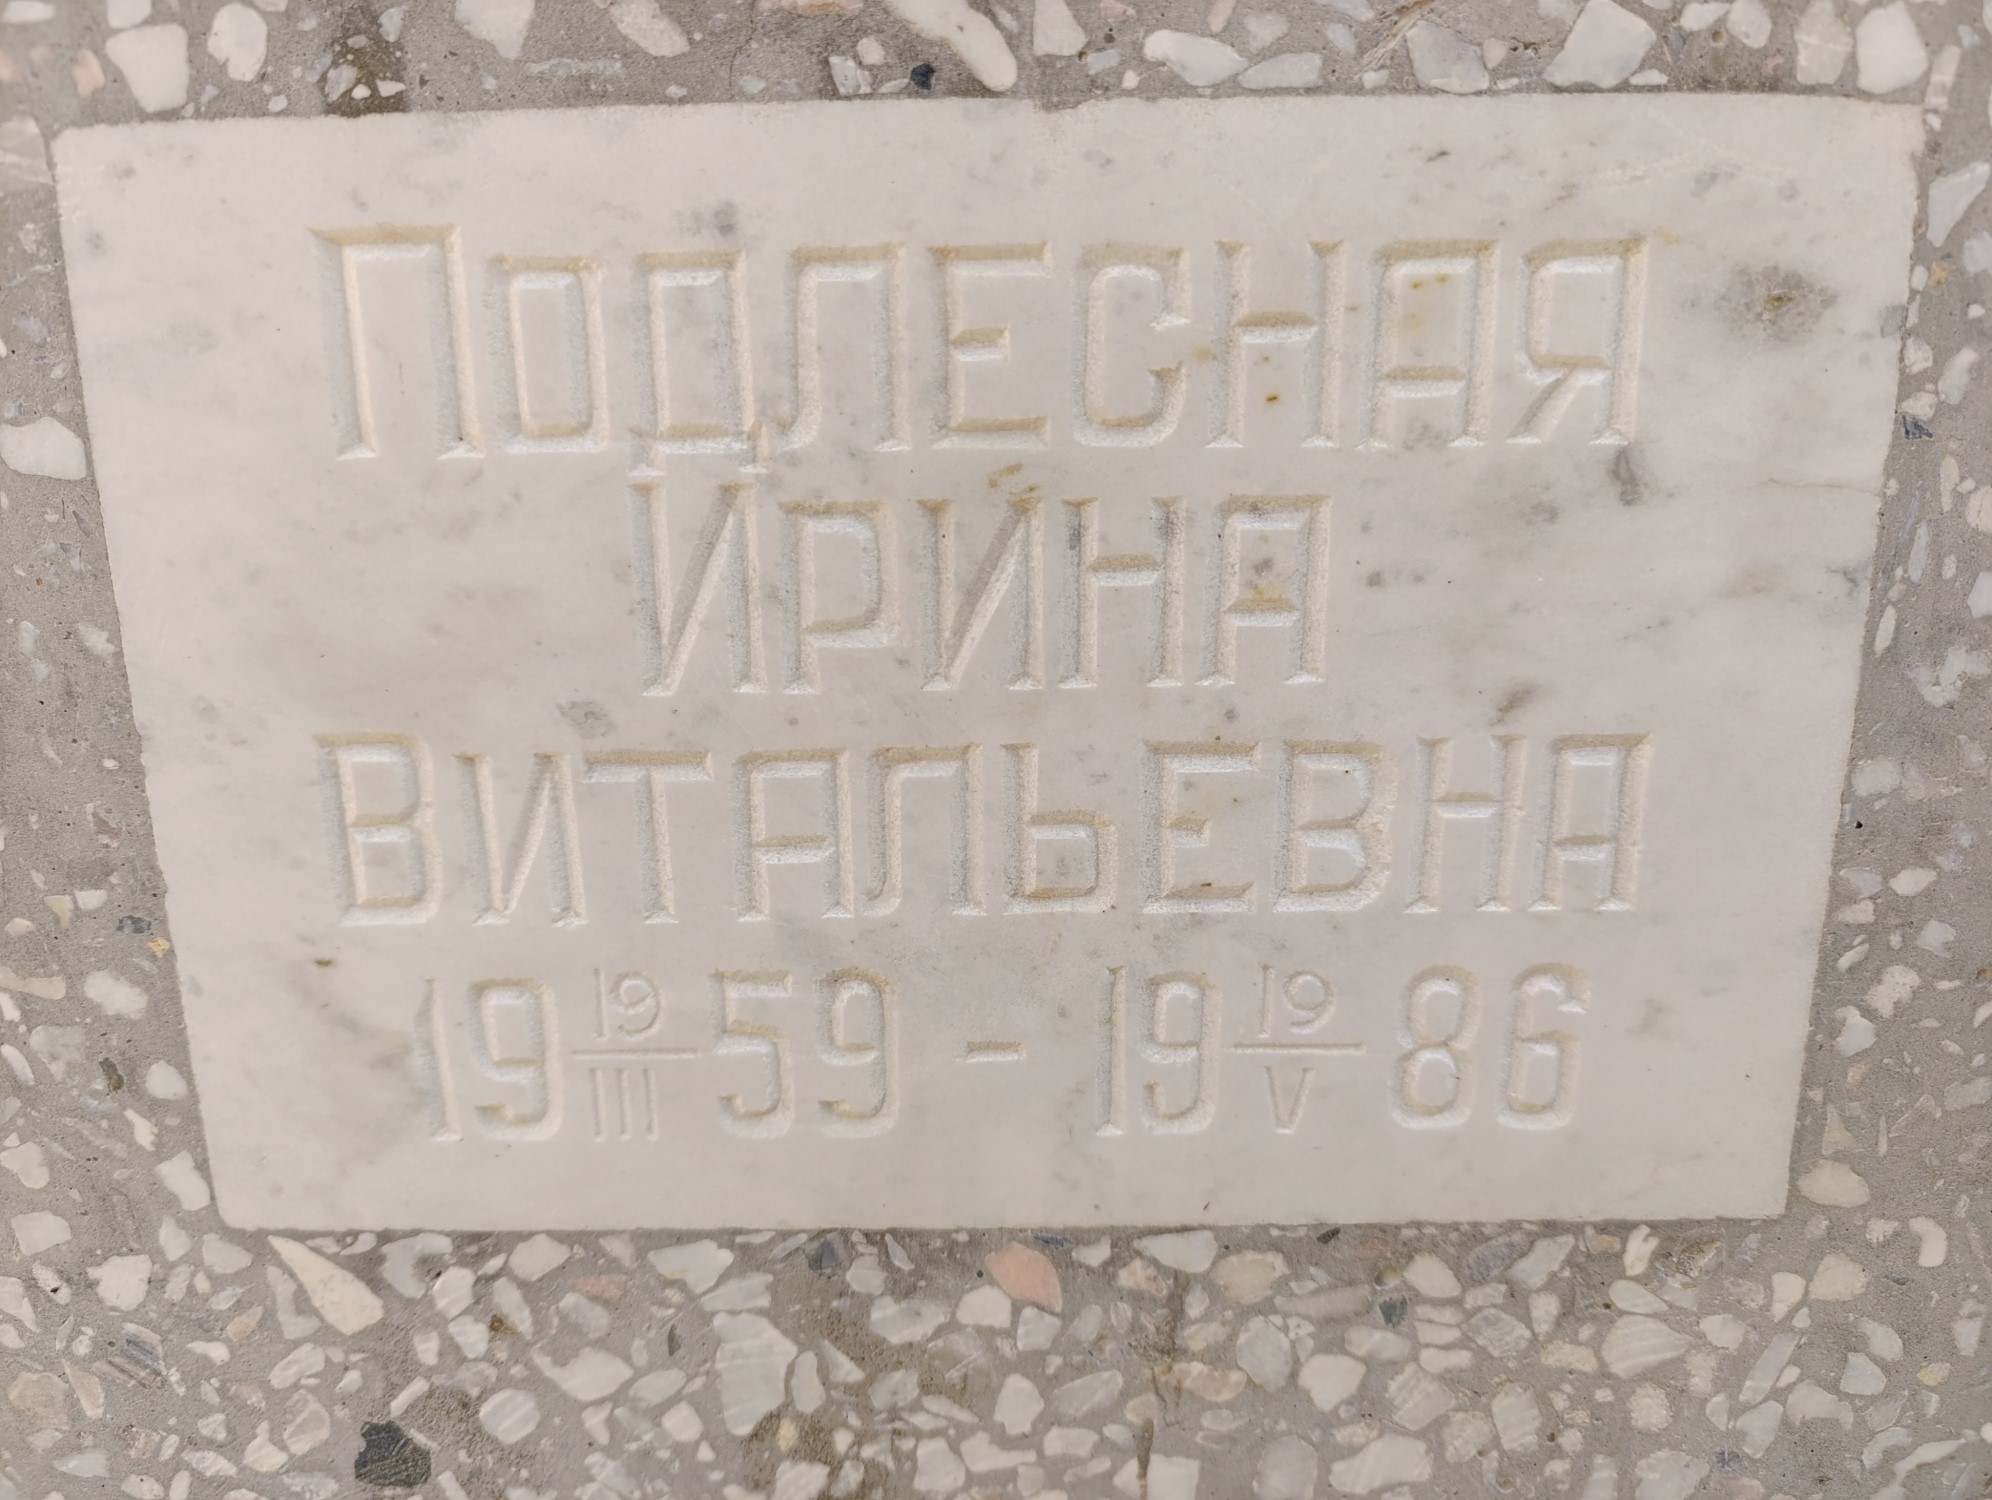 Подлесная
Ирина
Витальевна
19 19/III 59 - 19 19/V 86